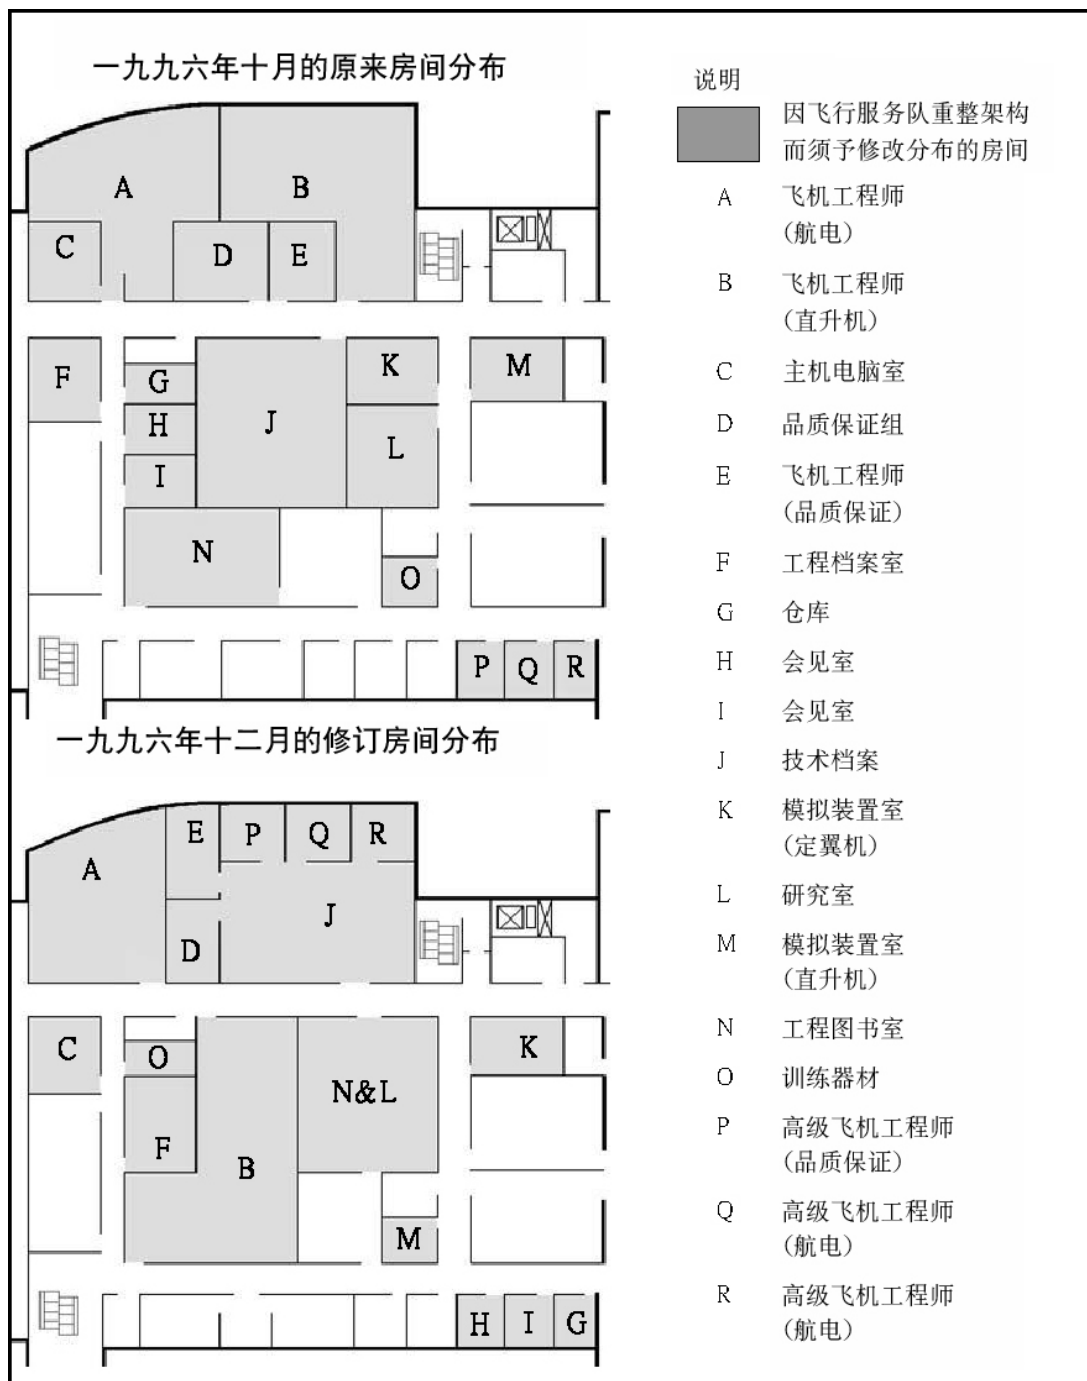 一九九六年十月的原来房间分布
A
B
C
D
E
F
G
H
I
J
K
L
M
N
O
P
Q
R
一九九六年十二月的修订房间分布
A
E
P
Q
R
J
D
C
O
F
B
N&L
K
M
H
I
G
说明
因飞行服务队重整架构
而须予修改分布的房间
A 飞机工程师
(航电)
B 飞机工程师
(直升机)
C 主机电脑室
D 品质保证组
E 飞机工程师
(品质保证)
F 工程档案室
G 仓库
H 会见室
I 会见室
J 技术档案
K 模拟装置室
(定翼机)
L 研究室
M 模拟装置室
(直升机)
N 工程图书室
O 训练器材
P 高级飞机工程师
(品质保证)
Q 高级飞机工程师
(航电)
R 高级飞机工程师
(航电)